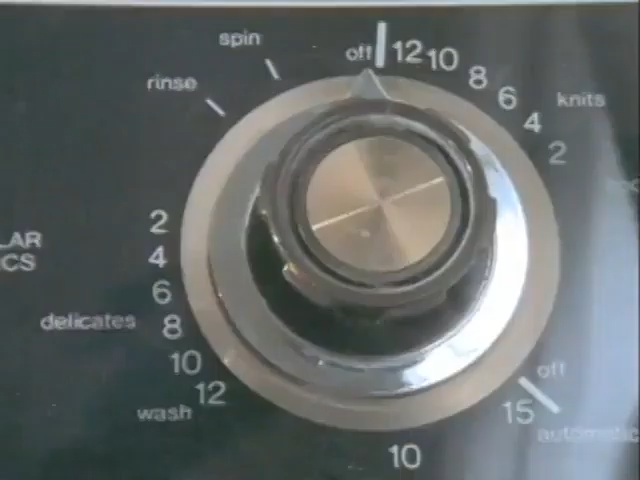 spin
off 12 10 8 6 4 2
knits
rinse
2
4
6
8
10
12
LAR
CS
delicates
wash
10
15
off
automatic